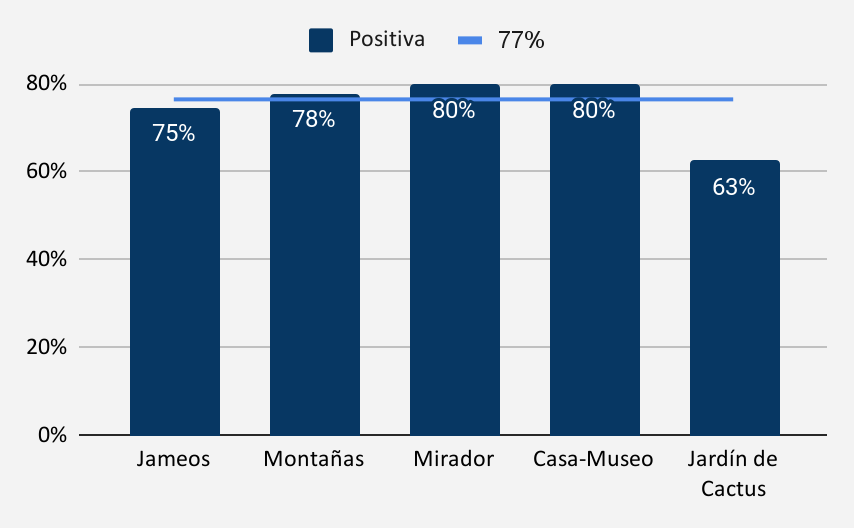 Positiva 77%
80%
60%
40%
20%
0%
75% 78% 80% 80% 63%
Jameos Montañas Mirador Casa-Museo Jardín de
Cactus